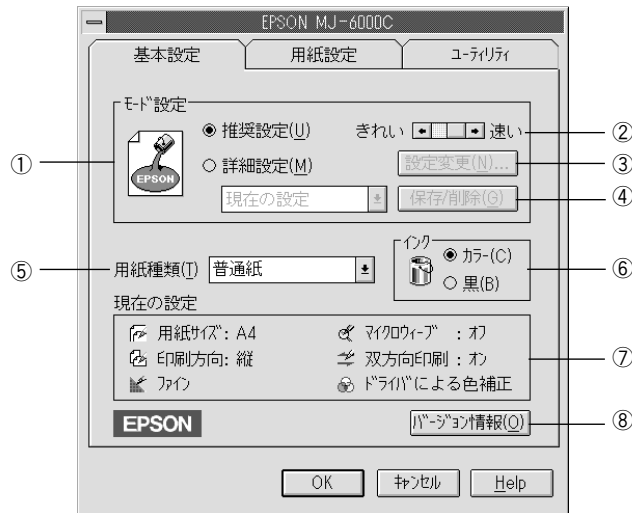 EPSON MJ-6000C
基本設定 用紙設定 ﾕｰﾃｨﾘﾃｨ
ﾓｰﾄﾞ設定
① EPSON
推奨設定(U) きれい 速い ②
詳細設定(M) 設定変更(N)... ③
現在の設定 保存/削除(G) ④
⑤ 用紙種類(T) 普通紙
ｲﾝｸ
ｶﾗｰ(C)
黒(B) ⑥
現在の設定
用紙ｻｲｽﾞ: A4 ﾏｲｸﾛｳｨｰﾌﾞ : ｵﾌ
印刷方向: 縦 双方向印刷 : ｵﾝ ⑦
ﾌｧｲﾝ ﾄﾞﾗｲﾊﾞによる色補正
EPSON ﾊﾞｰｼﾞｮﾝ情報(O) ⑧
OK ｷｬﾝｾﾙ Help